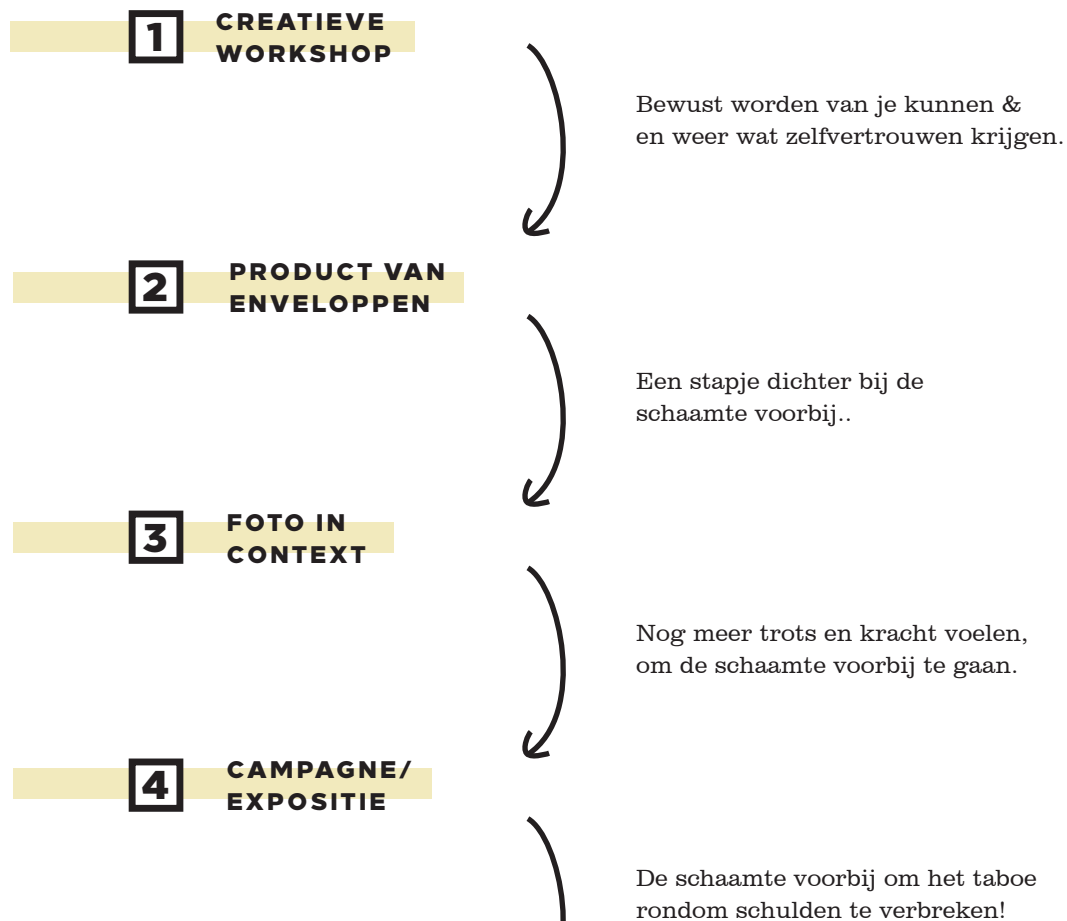 1
CREATIEVE
WORKSHOP
Bewust worden van je kunnen &
en weer wat zelfvertrouwen krijgen.
2
PRODUCT VAN
ENVELOPPEN
Een stapje dichter bij de
schaamte voorbij..
3
FOTO IN
CONTEXT
Nog meer trots en kracht voelen,
om de schaamte voorbij te gaan.
4
CAMPAGNE/
EXPOSITIE
De schaamte voorbij om het taboe
rondom schulden te verbreken!